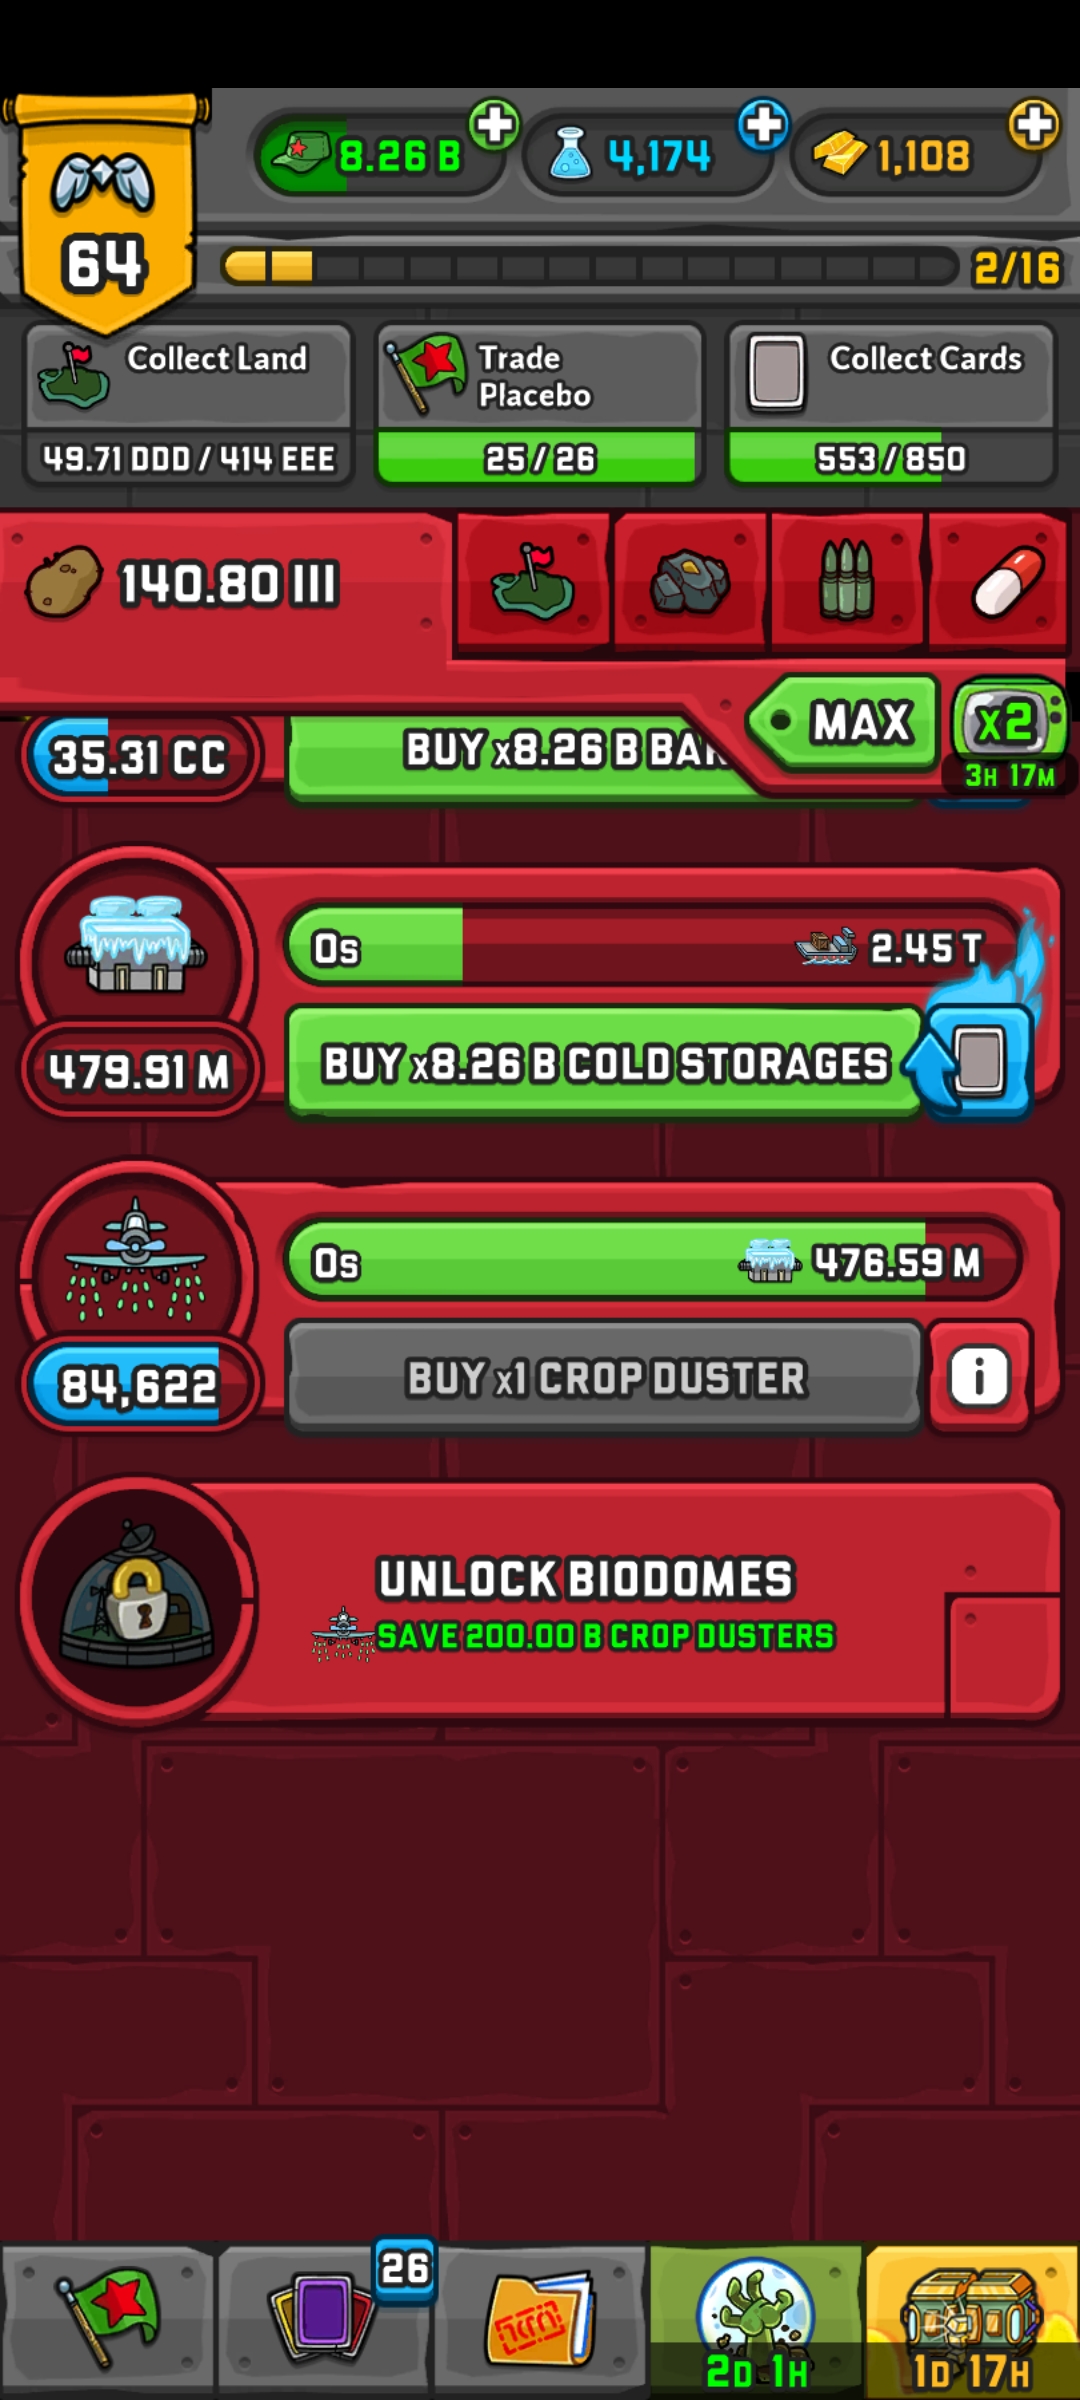 8.26 B
4,174
1,108
64
2/16
Collect Land
49.71 DDD / 414 EEE
Trade
Placebo
25 / 26
Collect Cards
553 / 850
140.80 III
MAX
x2
3H 17M
35.31 CC
BUY x8.26 B BAR
0s
2.45 T
479.91 M
BUY x8.26 B COLD STORAGES
0s
476.59 M
84,622
BUY x1 CROP DUSTER
i
UNLOCK BIODOMES
SAVE 200.00 B CROP DUSTERS
26
2D 1H
1D 17H